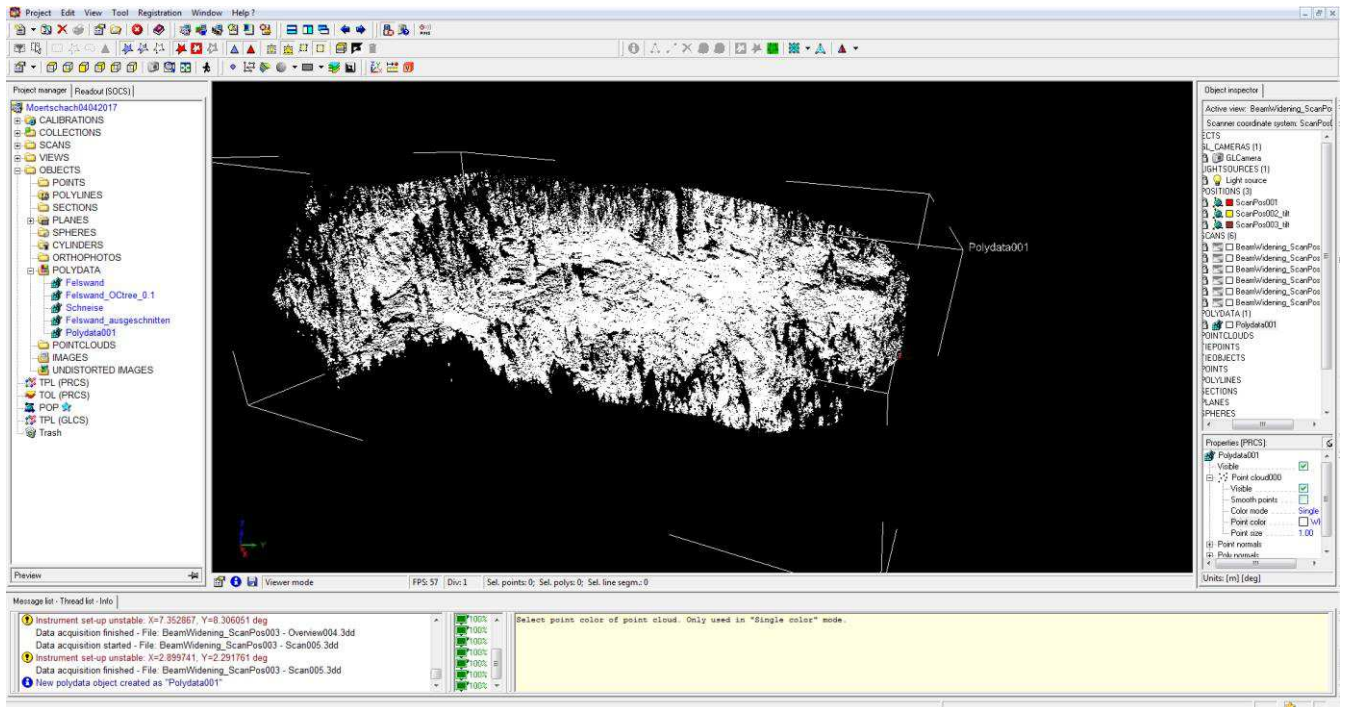 Project Edit View Tool Registration Window Help ?
Project manager
Readout (SOCS)
Moertschach04042017
CALIBRATIONS
COLLECTIONS
SCANS
VIEWS
OBJECTS
POINTS
POLYLINES
SECTIONS
PLANES
SPHERES
CYLINDERS
ORTHOPHOTOS
POLYDATA
Felswand
Felswand_OCtree_0.1
Schneise
Felswand_ausgeschnitten
Polydata001
POINTCLOUDS
IMAGES
UNDISTORTED IMAGES
TPL (PRCS)
TOL (PRCS)
POP
TPL (GLCS)
Trash
Preview
Polydata001
Z
Y
Viewer mode
FPS: 57 Div: 1 Sel. points: 0; Sel. polys: 0; Sel. line segm.: 0
Object inspector
Active view: BeamWidening_ScanPo
Scanner coordinate system: ScanPos
ECTS
GL_CAMERAS (1)
GLCamera
LIGHTSOURCES (1)
Light source
POSITIONS (3)
ScanPos001
ScanPos002_tilt
ScanPos003_tilt
SCANS (6)
BeamWidening_ScanPos
BeamWidening_ScanPos
BeamWidening_ScanPos
BeamWidening_ScanPos
BeamWidening_ScanPos
BeamWidening_ScanPos
POLYDATA (1)
Polydata001
POINTCLOUDS
TIEPOINTS
TIEOBJECTS
POINTS
POLYLINES
SECTIONS
PLANES
SPHERES
Properties [PRCS]
Polydata001
Visible
Point cloud000
Visible
Smooth points
Color mode Single
Point color Wh
Point size 1.00
Point normals
Poly normals
Units: [m] [deg]
Message list - Thread list - Info
Instrument set-up unstable: X=7.352867, Y=8.306051 deg
Data acquisition finished - File: BeamWidening_ScanPos003 - Overview004.3dd
Data acquisition started - File: BeamWidening_ScanPos003 - Scan005.3dd
Instrument set-up unstable: X=2.899741, Y=2.291761 deg
Data acquisition finished - File: BeamWidening_ScanPos003 - Scan005.3dd
New polydata object created as "Polydata001"
100%
100%
100%
100%
100%
100%
100%
Select point color of point cloud. Only used in "Single color" mode.